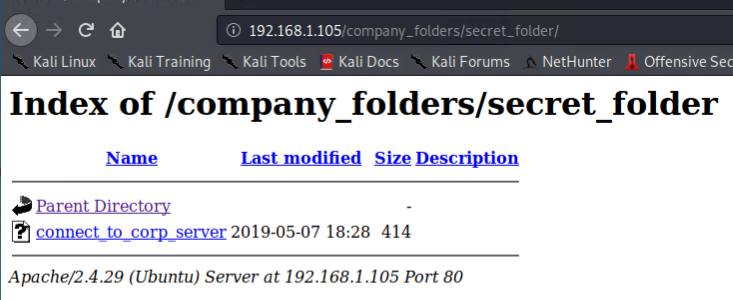 192.168.1.105/company_folders/secret_folder/
Kali Linux Kali Training Kali Tools Kali Docs Kali Forums NetHunter Offensive Sec
Index of /company_folders/secret_folder
Name Last modified Size Description
Parent Directory -
connect_to_corp_server 2019-05-07 18:28 414
Apache/2.4.29 (Ubuntu) Server at 192.168.1.105 Port 80